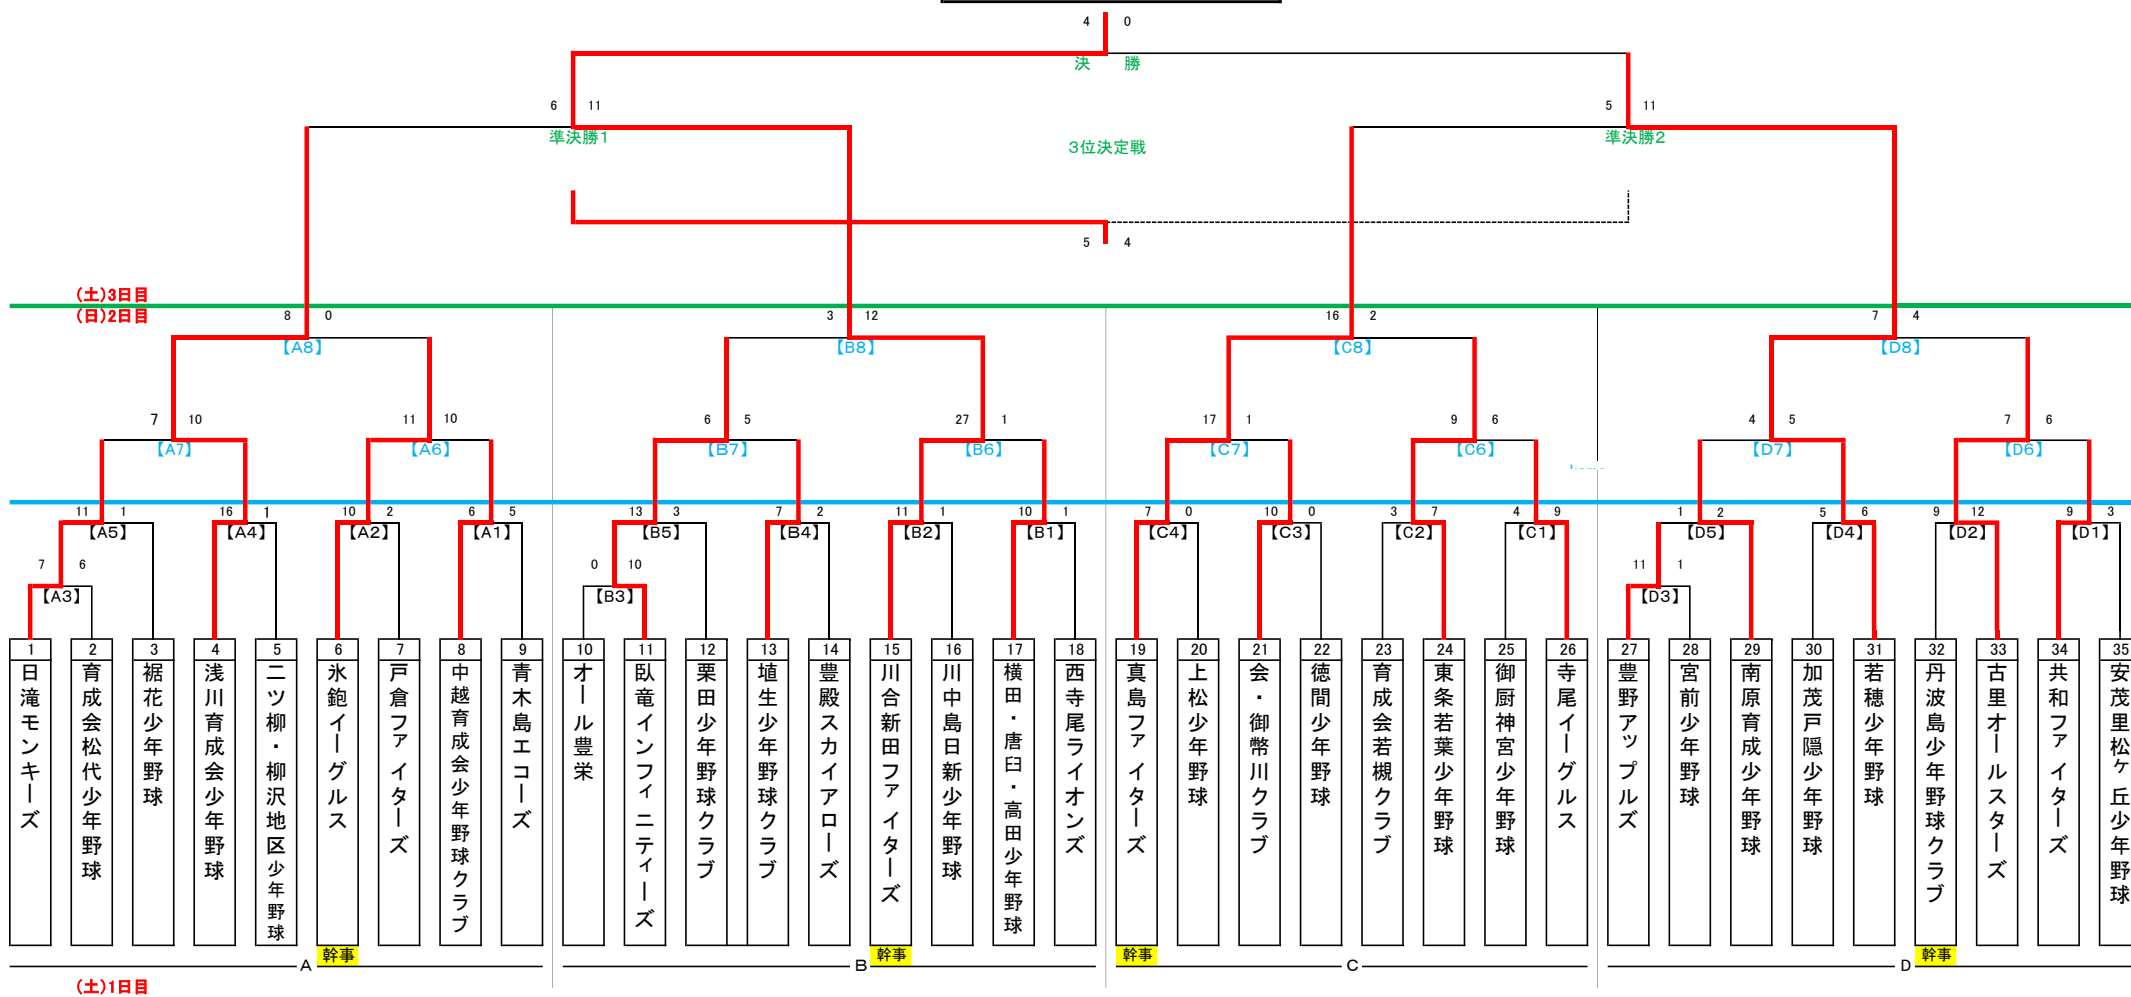 4 0
決 勝
6 11 5 11
準決勝1 準決勝2
3位決定戦
5 4
(土)3日目
(日)2日目
8 0 3 12 16 2 7 4
【A8】 【B8】 【C8】 【D8】
7 10 11 10 6 5 27 1 17 1 9 6 4 5 7 6
【A7】 【A6】 【B7】 【B6】 【C7】 【C6】 【D7】 【D6】
11 1 16 1 10 2 6 5 13 3 7 2 11 1 10 1 7 0 10 0 3 7 4 9 1 2 5 6 9 12 9 3
【A5】 【A4】 【A2】 【A1】 【B5】 【B4】 【B2】 【B1】 【C4】 【C3】 【C2】 【C1】 【D5】 【D4】 【D2】 【D1】
7 6 0 10 11 1
【A3】 【B3】 【D3】
1 日滝モンキーズ
2 育成会松代少年野球
3 裾花少年野球
4 浅川育成会少年野球
5 二ツ柳・柳沢地区少年野球
6 氷鉋イーグルス
7 戸倉ファイターズ
8 中越育成会少年野球クラブ
9 青木島エコーズ
10 オール豊栄
11 臥竜インフィニティーズ
12 栗田少年野球クラブ
13 埴生少年野球クラブ
14 豊殿スカイアローズ
15 川合新田ファイターズ
16 川中島日新少年野球
17 横田・唐臼・高田少年野球
18 西寺尾ライオンズ
19 真島ファイターズ
20 上松少年野球
21 会・御幣川クラブ
22 徳間少年野球
23 育成会若槻クラブ
24 東条若葉少年野球
25 御厨神宮少年野球
26 寺尾イーグルス
27 豊野アップルズ
28 宮前少年野球
29 南原育成少年野球
30 加茂戸隠少年野球
31 若穂少年野球
32 丹波島少年野球クラブ
33 古里オールスターズ
34 共和ファイターズ
35 安茂里松ヶ丘少年野球
幹事 幹事 幹事 幹事
A B C D
(土)1日目